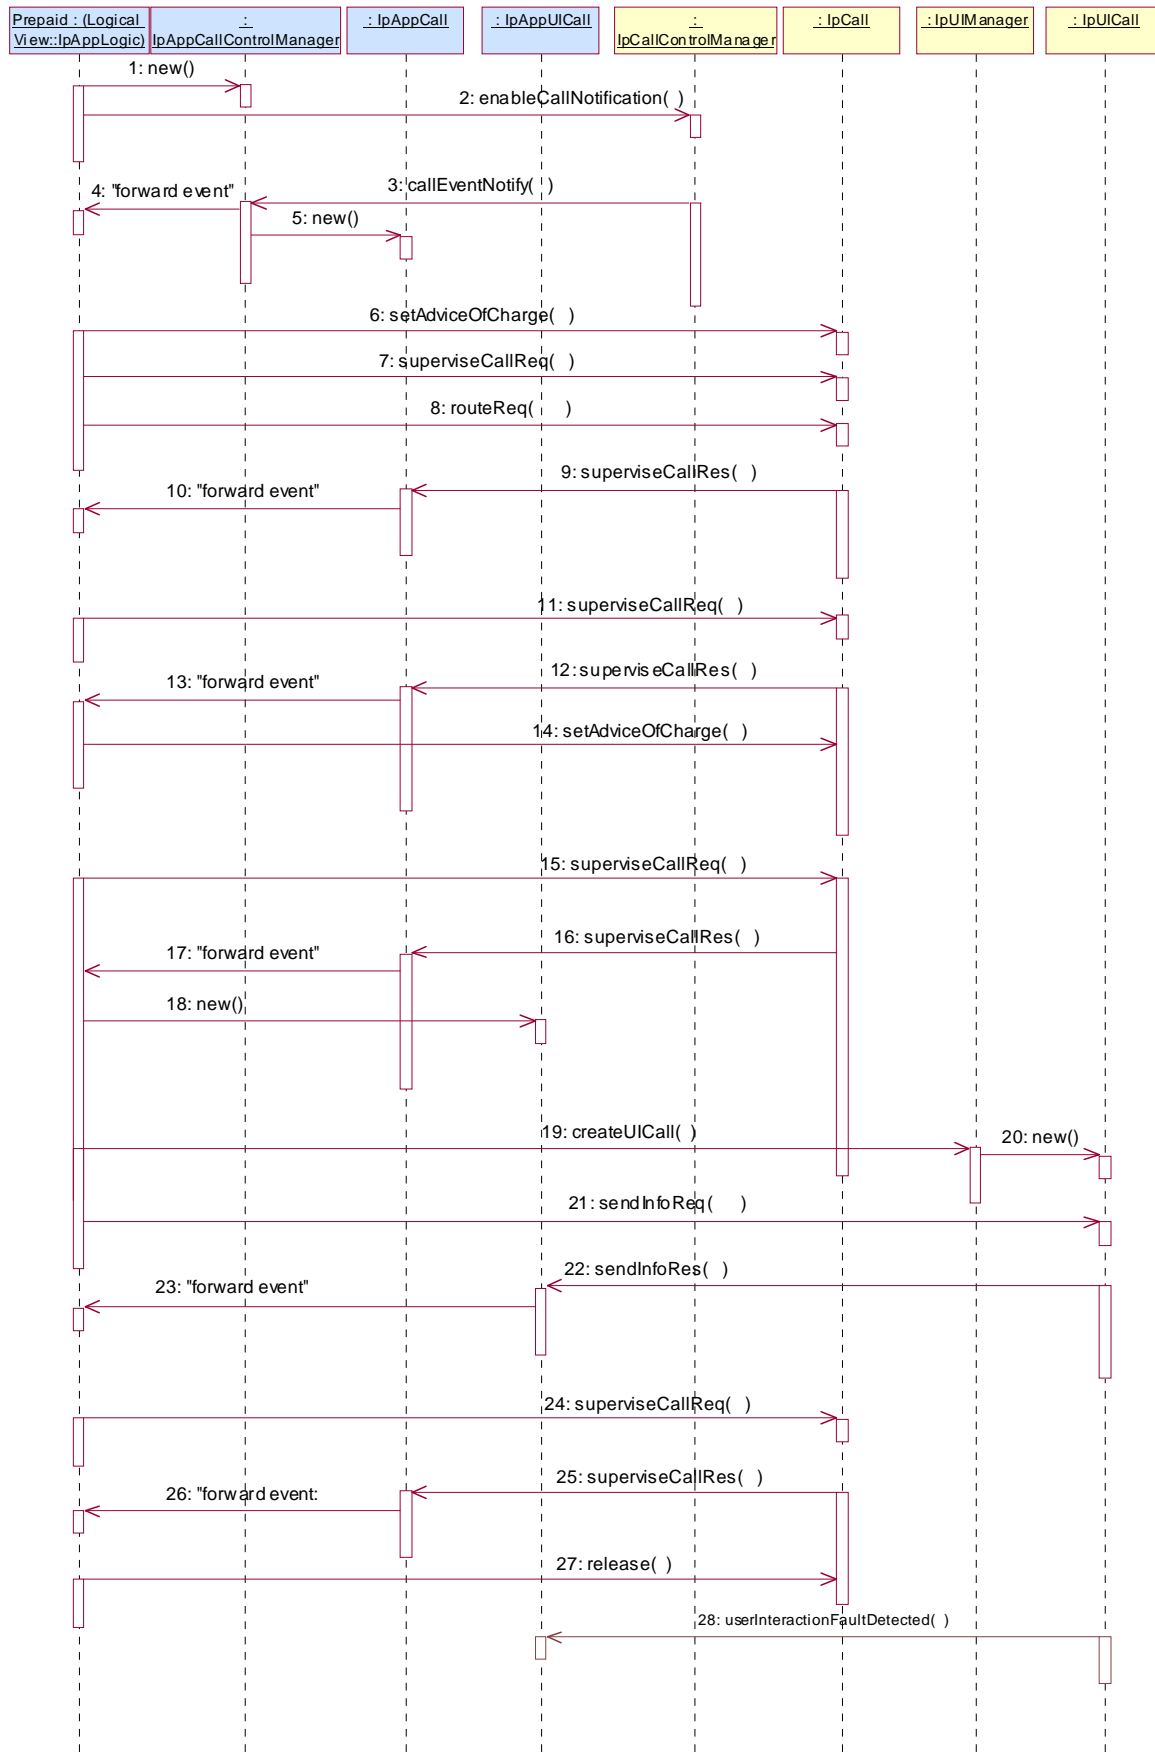 Prepaid : (Logical
View::IpAppLogic)
:
IpAppCallControlManager
: IpAppCall
: IpAppUICall
:
IpCallControlManager
: IpCall
: IpUIManager
: IpUICall
1: new()
2: enableCallNotification( )
3: callEventNotify( )
4: "forward event"
5: new()
6: setAdviceOfCharge( )
7: superviseCallReq( )
8: routeReq( )
9: superviseCallRes( )
10: "forward event"
11: superviseCallReq( )
12: superviseCallRes( )
13: "forward event"
14: setAdviceOfCharge( )
15: superviseCallReq( )
16: superviseCallRes( )
17: "forward event"
18: new()
19: createUICall( )
20: new()
21: sendInfoReq( )
22: sendInfoRes( )
23: "forward event"
24: superviseCallReq( )
25: superviseCallRes( )
26: "forward event:
27: release( )
28: userInteractionFaultDetected( )